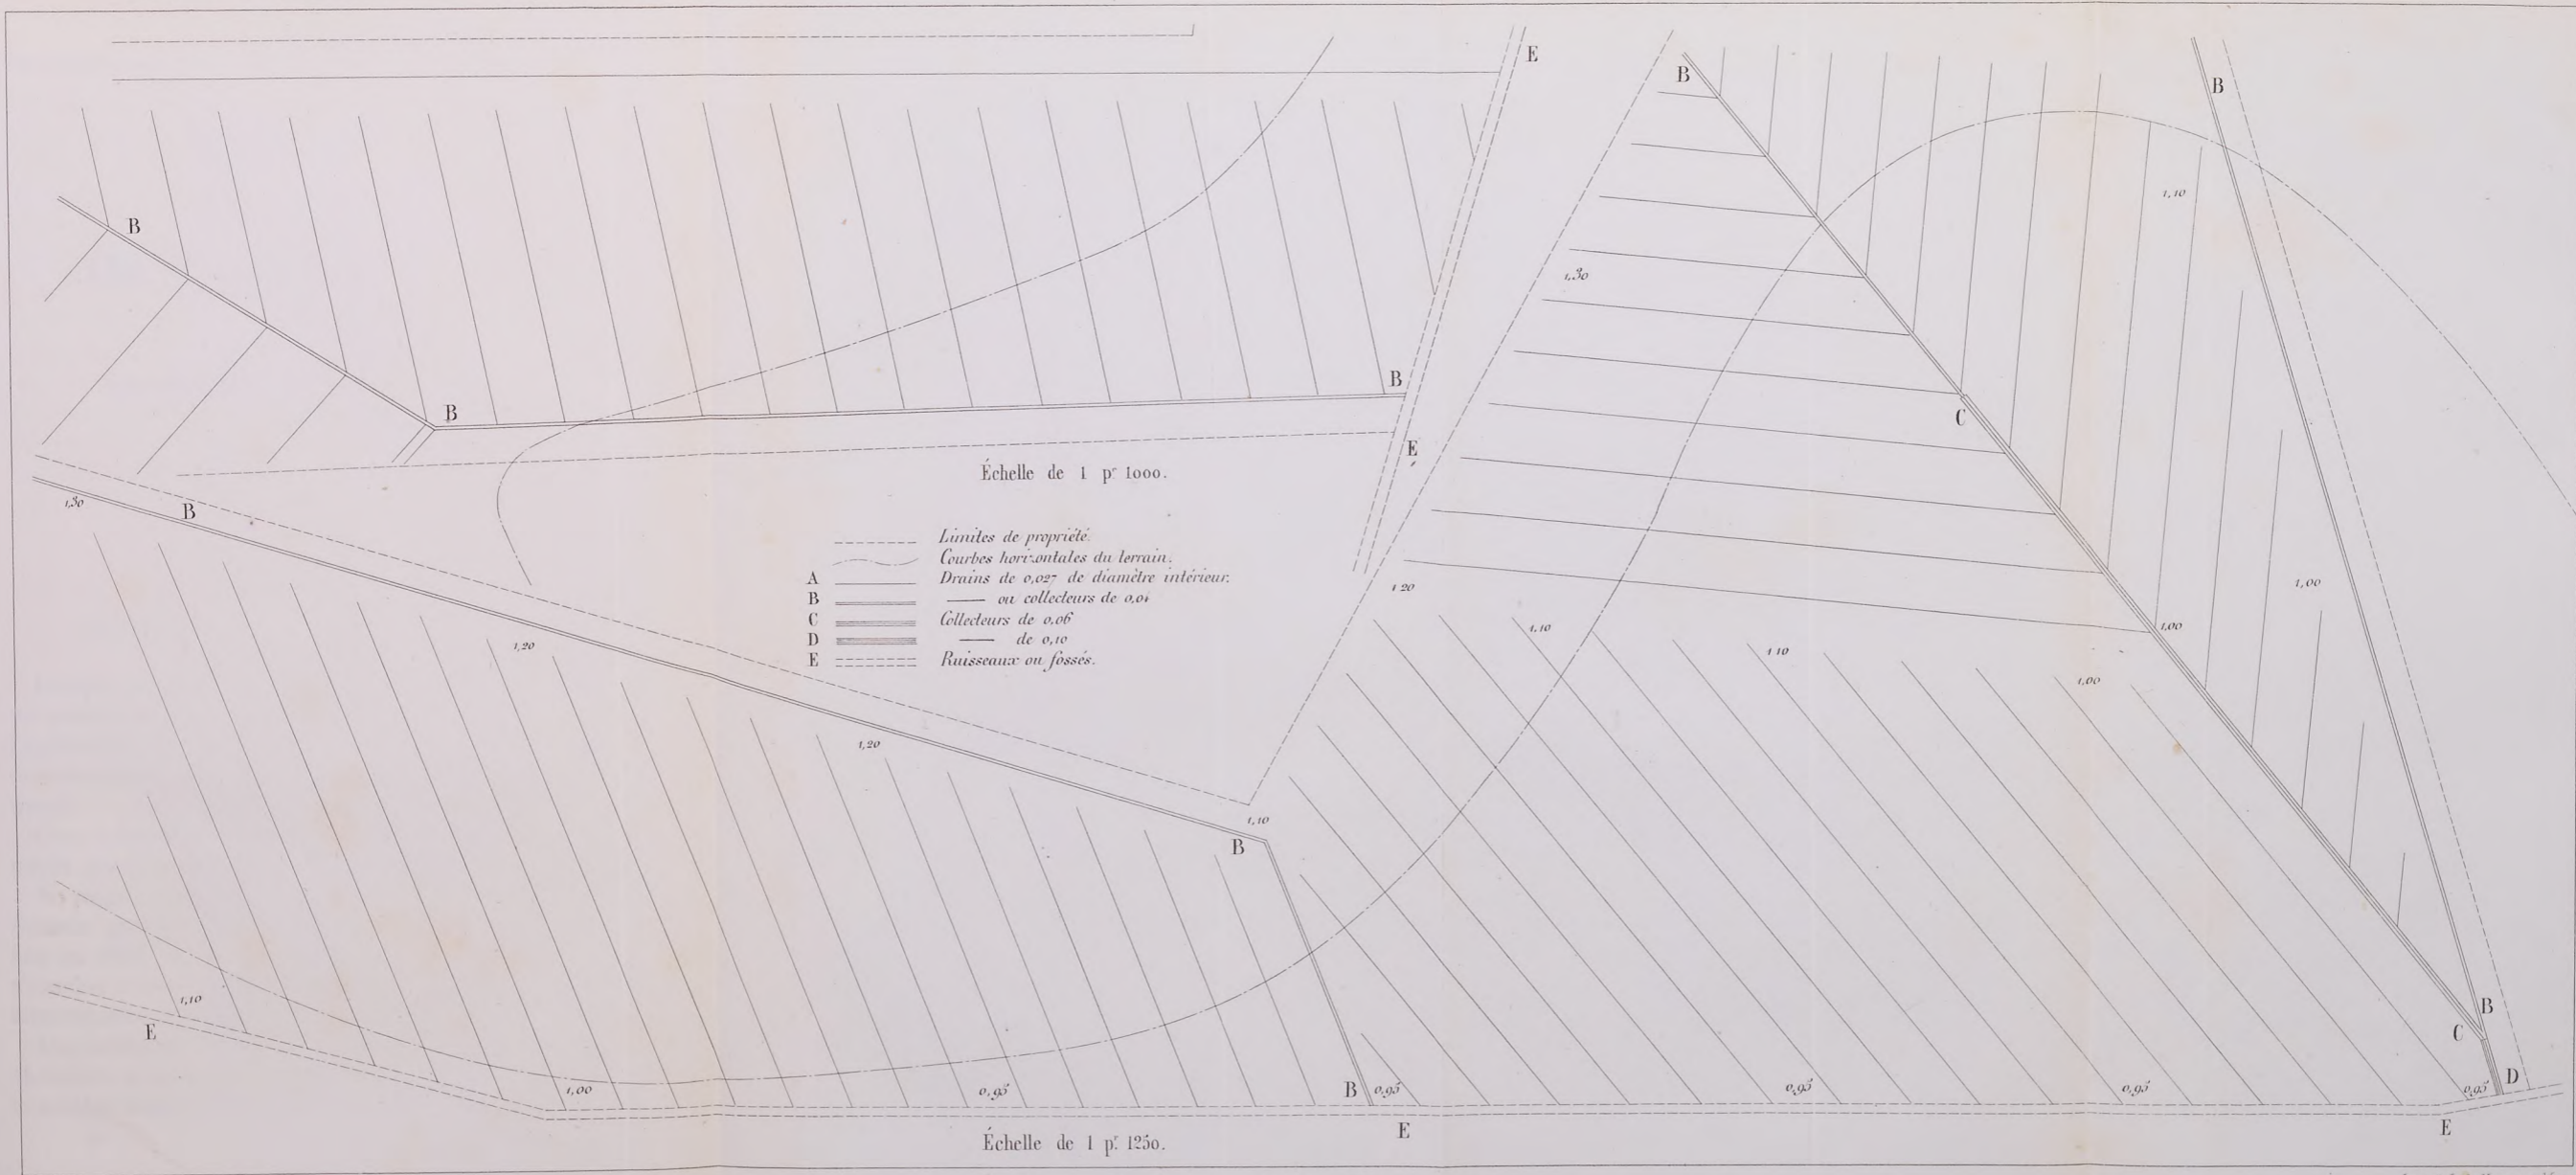 E
B
B
B
1,10
B
1,30
B
B
C
E
Échelle de 1 pr 1000.
1,30
B
Limites de propriété.
Courbes horizontales du terrain.
A Drains de 0,027 de diamètre intérieur.
B ou collecteurs de 0,04
C Collecteurs de 0,06
D de 0,10
E Ruisseaux ou fossés.
1,20
1,00
1,10
1,00
1,20
1,10
1,00
1,20
1,10
B
1,10
E
B
C
1,00
0,95
B
0,95
0,95
0,95
0,95
D
E
E
Échelle de 1 pr 1250.